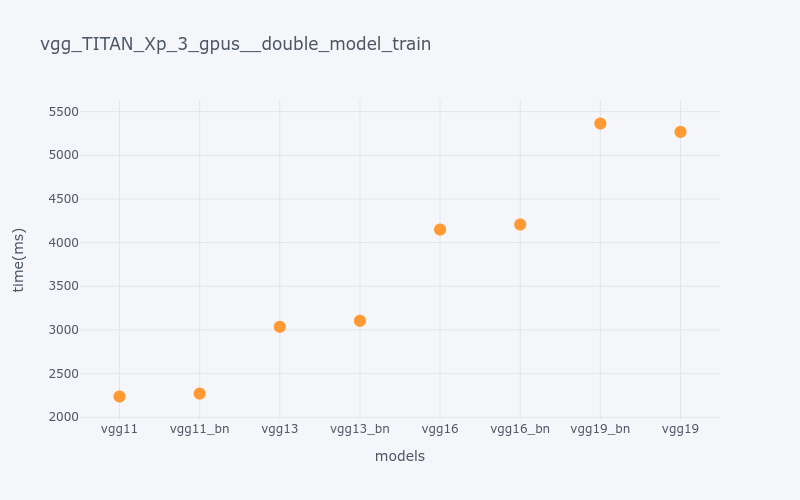 vgg_TITAN_Xp_3_gpus__double_model_train
time(ms)
5500
5000
4500
4000
3500
3000
2500
2000
vgg11 vgg11_bn vgg13 vgg13_bn vgg16 vgg16_bn vgg19_bn vgg19
models